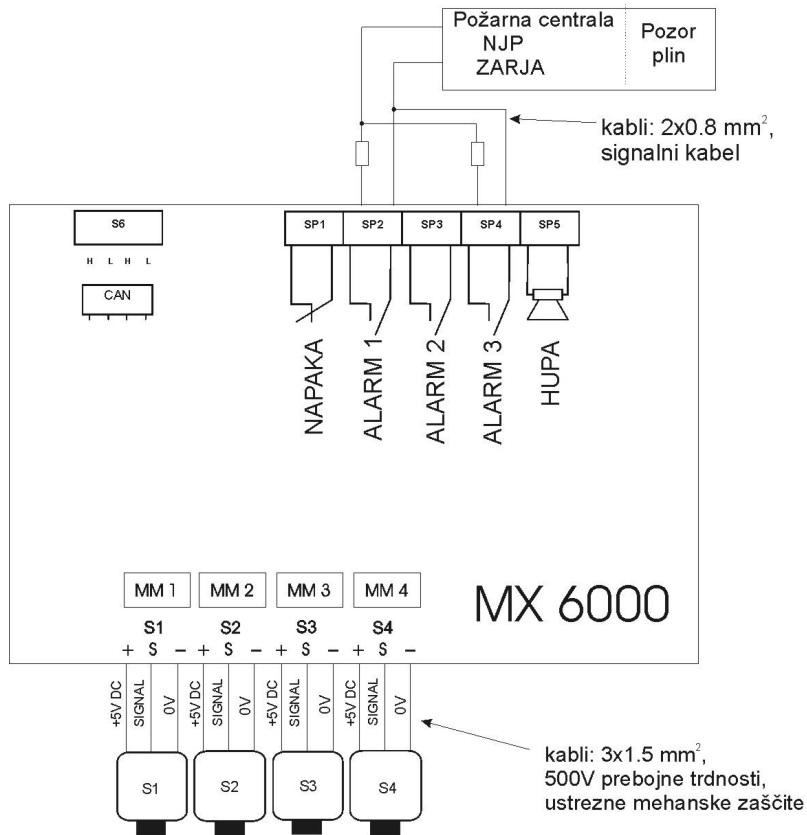 Požarna centrala
NJP
ZARJA
Pozor
plin
kabli: 2x0.8 mm²,
signalni kabel
S6
H L H L
CAN
SP1 SP2 SP3 SP4 SP5
NAPAKA
ALARM 1
ALARM 2
ALARM 3
HUPA
MM 1 MM 2 MM 3 MM 4
MX 6000
S1 S2 S3 S4
+ S − + S − + S − + S −
+5V DC SIGNAL 0V +5V DC SIGNAL 0V +5V DC SIGNAL 0V +5V DC SIGNAL 0V
S1 S2 S3 S4
kabli: 3x1.5 mm²,
500V prebojne trdnosti,
ustrezne mehanske zaščite